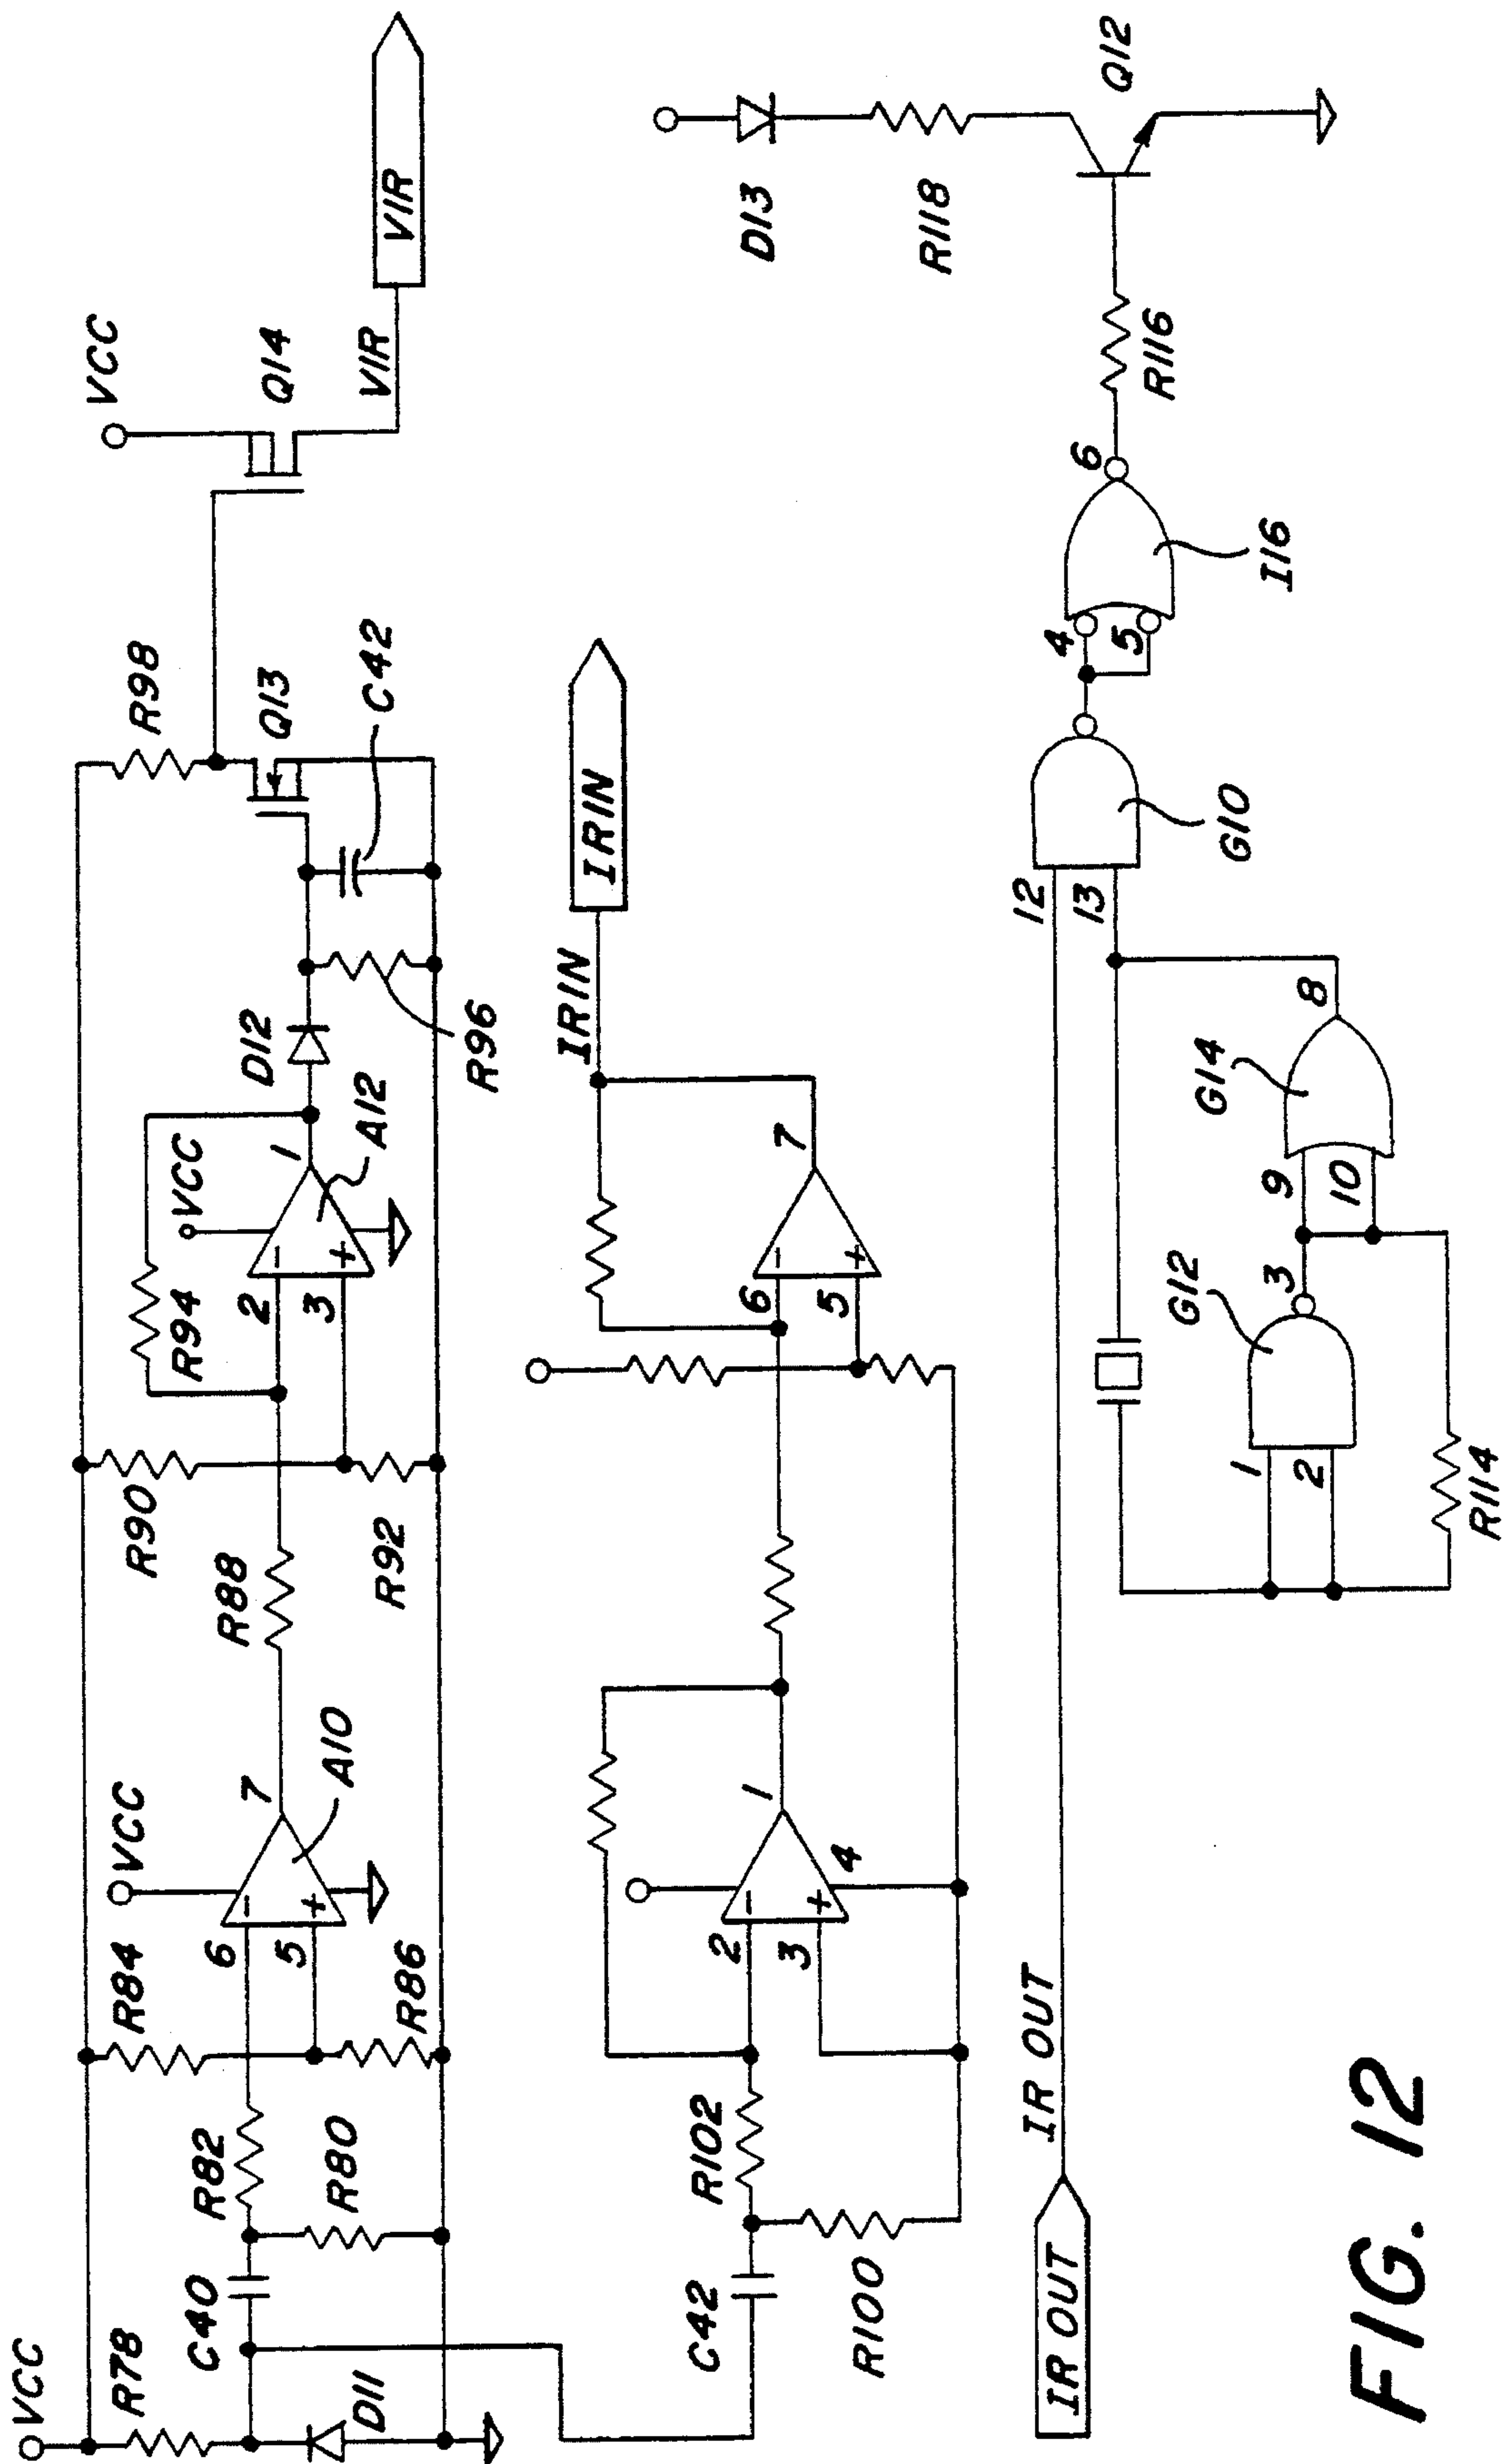 VCC
R78
C40
D11
R82
R80
R84
R86
VCC
6
5
7
A10
R88
R90
R92
R94
2
3
VCC
1
A12
D12
R96
C42
R98
Q13
VCC
Q14
VIR
VIR
C42
R102
R100
2
3
1
4
6
5
7
IRIN
IRIN
IR OUT
IR OUT
12
13
G10
4
5
6
I16
R116
Q12
R118
D13
1
2
G12
3
9
10
G14
8
R114
FIG. 12